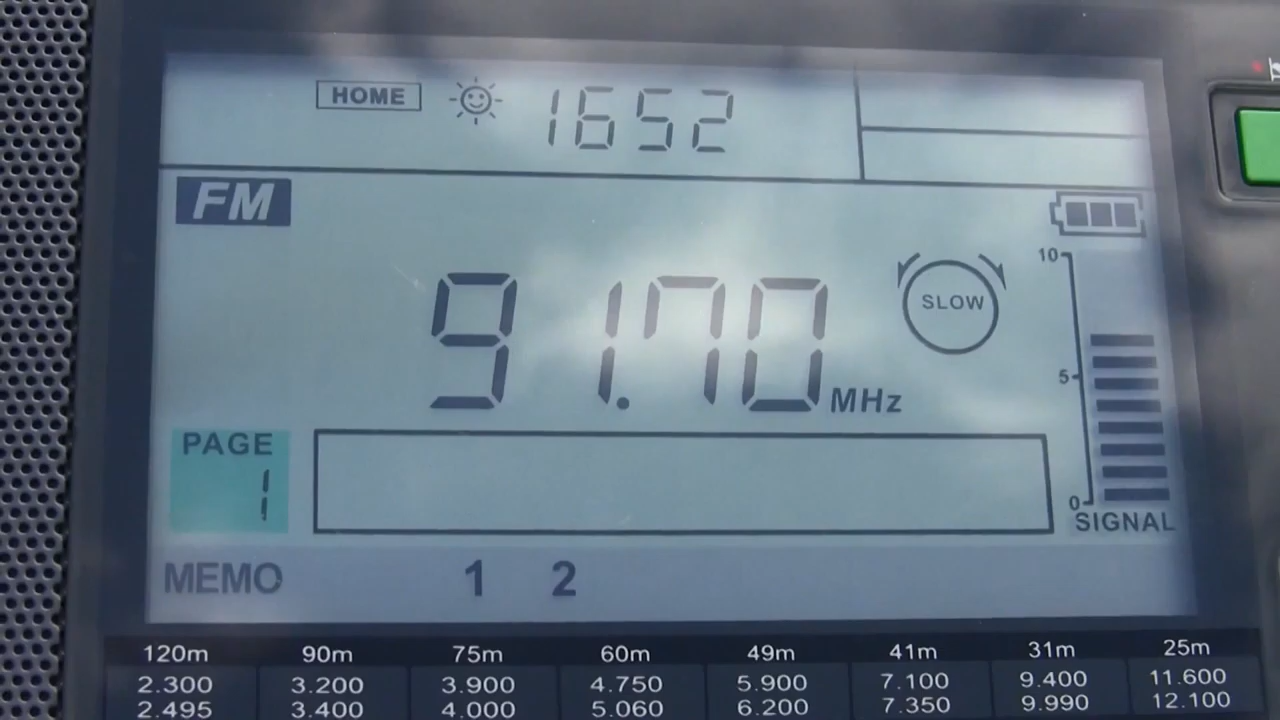 HOME 1652
FM
91.70 MHz
SLOW
10
5
0
SIGNAL
PAGE
1
MEMO 1 2
120m 90m 75m 60m 49m 41m 31m 25m
2.300 3.200 3.900 4.750 5.900 7.100 9.400 11.600
2.495 3.400 4.000 5.060 6.200 7.350 9.990 12.100